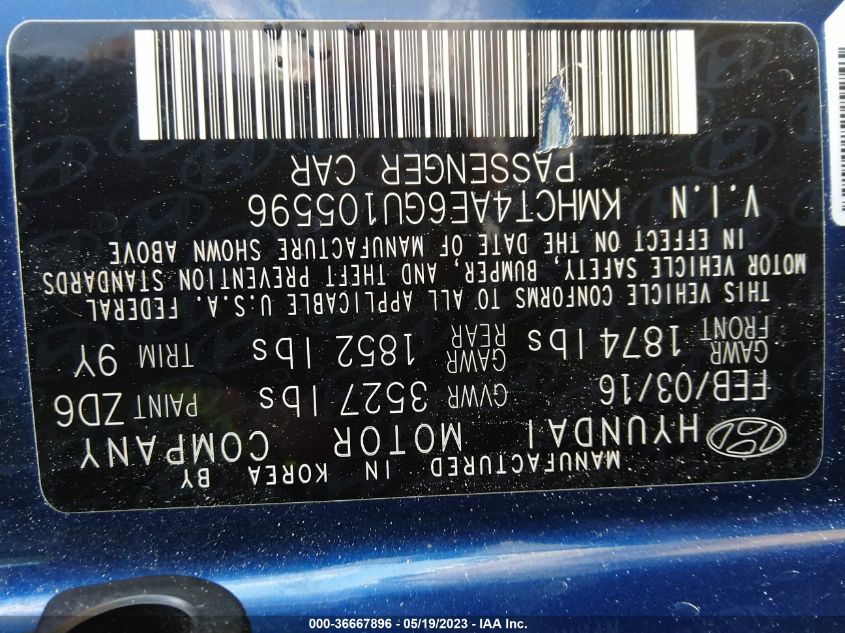 MANUFACTURED IN KOREA BY
HYUNDAI MOTOR COMPANY
FEB/03/16 GVWR 3527 lbs PAINT ZD6
GAWR FRONT 1874 lbs GAWR REAR 1852 lbs TRIM 9Y
THIS VEHICLE CONFORMS TO ALL APPLICABLE U.S.A. FEDERAL
MOTOR VEHICLE SAFETY, BUMPER, AND THEFT PREVENTION STANDARDS
IN EFFECT ON THE DATE OF MANUFACTURE SHOWN ABOVE
V.I.N KMHCT4AE6GU105596
PASSENGER CAR
000-36667896 - 05/19/2023 - IAA Inc.